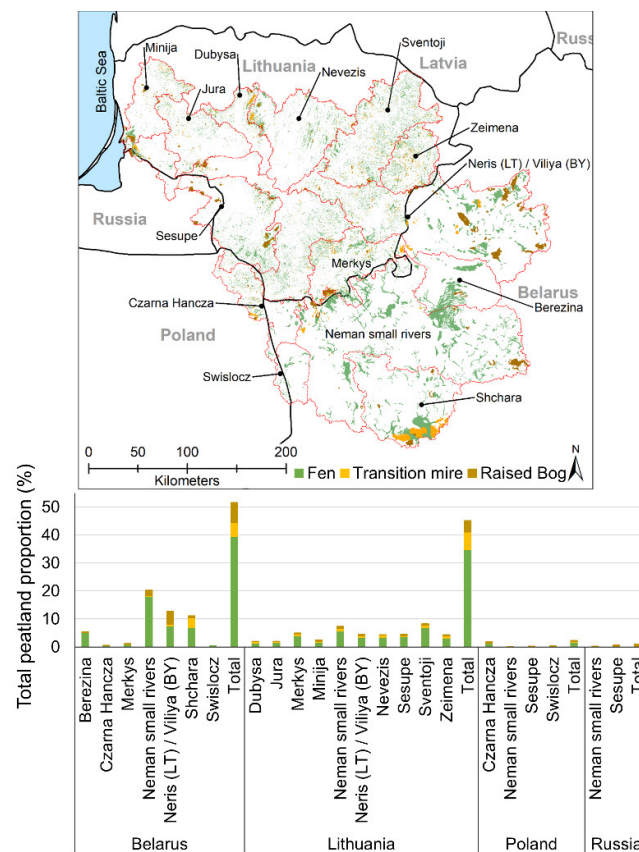 Minija
Dubysa
Sventoji
Russ
Lithuania
Latvia
Nevezis
Jura
Baltic Sea
Zeimena
Neris (LT) / Viliya (BY)
Russia
Sesupe
Merkys
Belarus
Czarna Hancza
Berezina
Poland
Neman small rivers
Swislocz
Shchara
0 50 100 200
Kilometers
N
Fen Transition mire Raised Bog
Total peatland proportion (%)
50
40
30
20
10
0
Berezina
Czarna Hancza
Merkys
Neman small rivers
Neris (LT) / Viliya (BY)
Shchara
Swislocz
Total
Dubysa
Jura
Merkys
Minija
Neman small rivers
Neris (LT) / Viliya (BY)
Nevezis
Sesupe
Sventoji
Zeimena
Total
Czarna Hancza
Neman small rivers
Sesupe
Swislocz
Total
Neman small rivers
Sesupe
Total
Belarus Lithuania Poland Russia